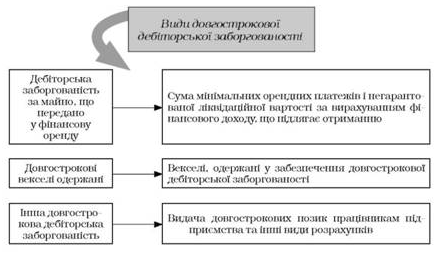 Види довгострокової
дебіторської заборгованості
Дебіторська
заборгованість
за майно, що
передано
у фінансову
оренду
Сума мінімальних орендних платежів і негаранто-
ваної ліквідаційної вартості за вирахуванням фі-
нансового доходу, що підлягає отриманню
Довгострокові
векселі одержані
Векселі, одержані у забезпечення довгострокової
дебіторської заборгованості
Інша довгостро-
кова дебіторська
заборгованість
Видача довгострокових позик працівникам під-
приємства та інші види розрахунків